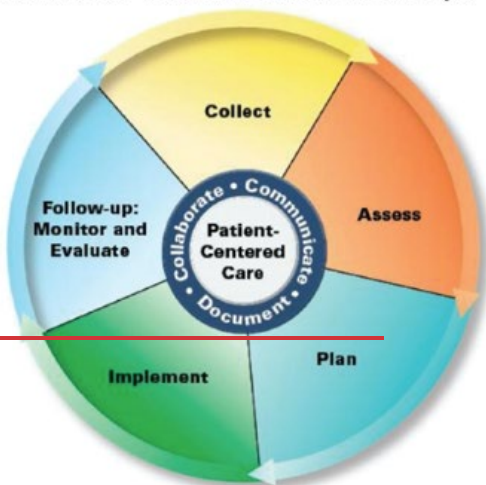 Collect
Assess
Plan
Implement
Follow-up:
Monitor and
Evaluate
Collaborate • Communicate
• Document •
Patient-
Centered
Care